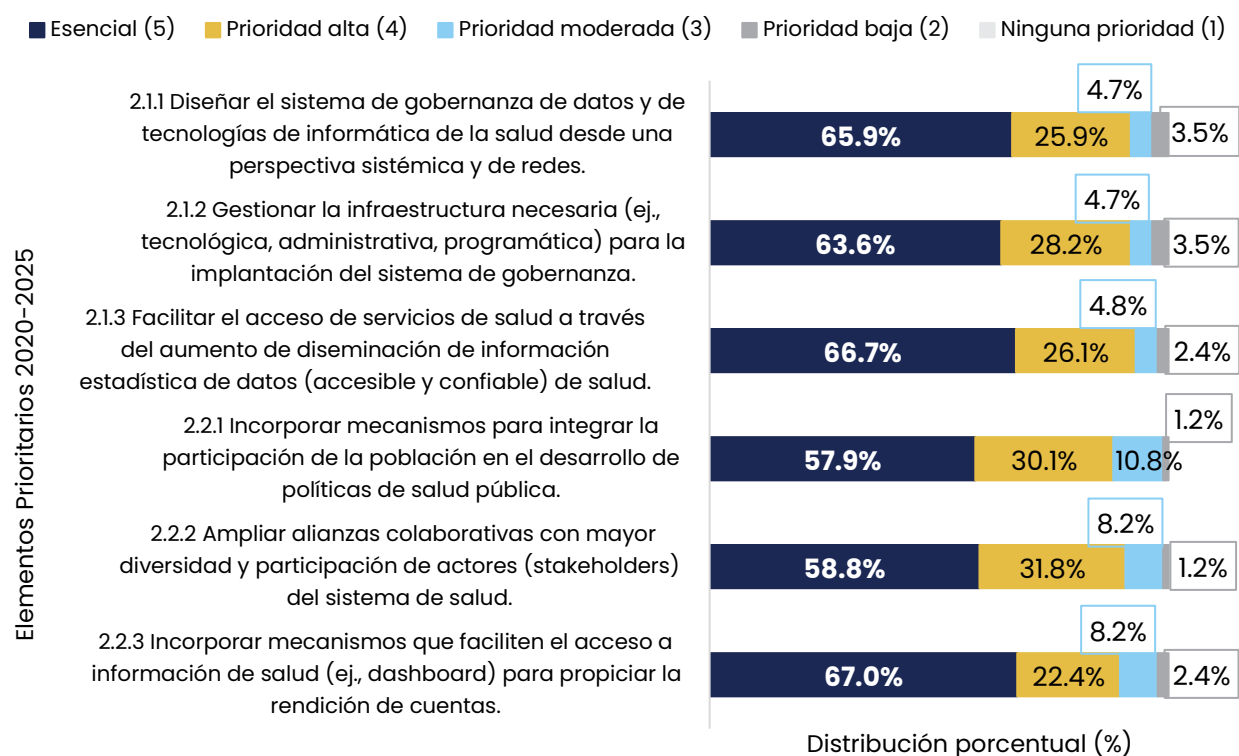 Esencial (5) Prioridad alta (4) Prioridad moderada (3) Prioridad baja (2) Ninguna prioridad (1)
Elementos Prioritarios 2020-2025
2.1.1 Diseñar el sistema de gobernanza de datos y de
tecnologías de informática de la salud desde una
perspectiva sistémica y de redes.
65.9% 25.9% 4.7% 3.5%
2.1.2 Gestionar la infraestructura necesaria (ej.,
tecnológica, administrativa, programática) para la
implantación del sistema de gobernanza.
63.6% 28.2% 4.7% 3.5%
2.1.3 Facilitar el acceso de servicios de salud a través
del aumento de diseminación de información
estadística de datos (accesible y confiable) de salud.
66.7% 26.1% 4.8% 2.4%
2.2.1 Incorporar mecanismos para integrar la
participación de la población en el desarrollo de
políticas de salud pública.
57.9% 30.1% 10.8% 1.2%
2.2.2 Ampliar alianzas colaborativas con mayor
diversidad y participación de actores (stakeholders)
del sistema de salud.
58.8% 31.8% 8.2% 1.2%
2.2.3 Incorporar mecanismos que faciliten el acceso a
información de salud (ej., dashboard) para propiciar la
rendición de cuentas.
67.0% 22.4% 8.2% 2.4%
Distribución porcentual (%)